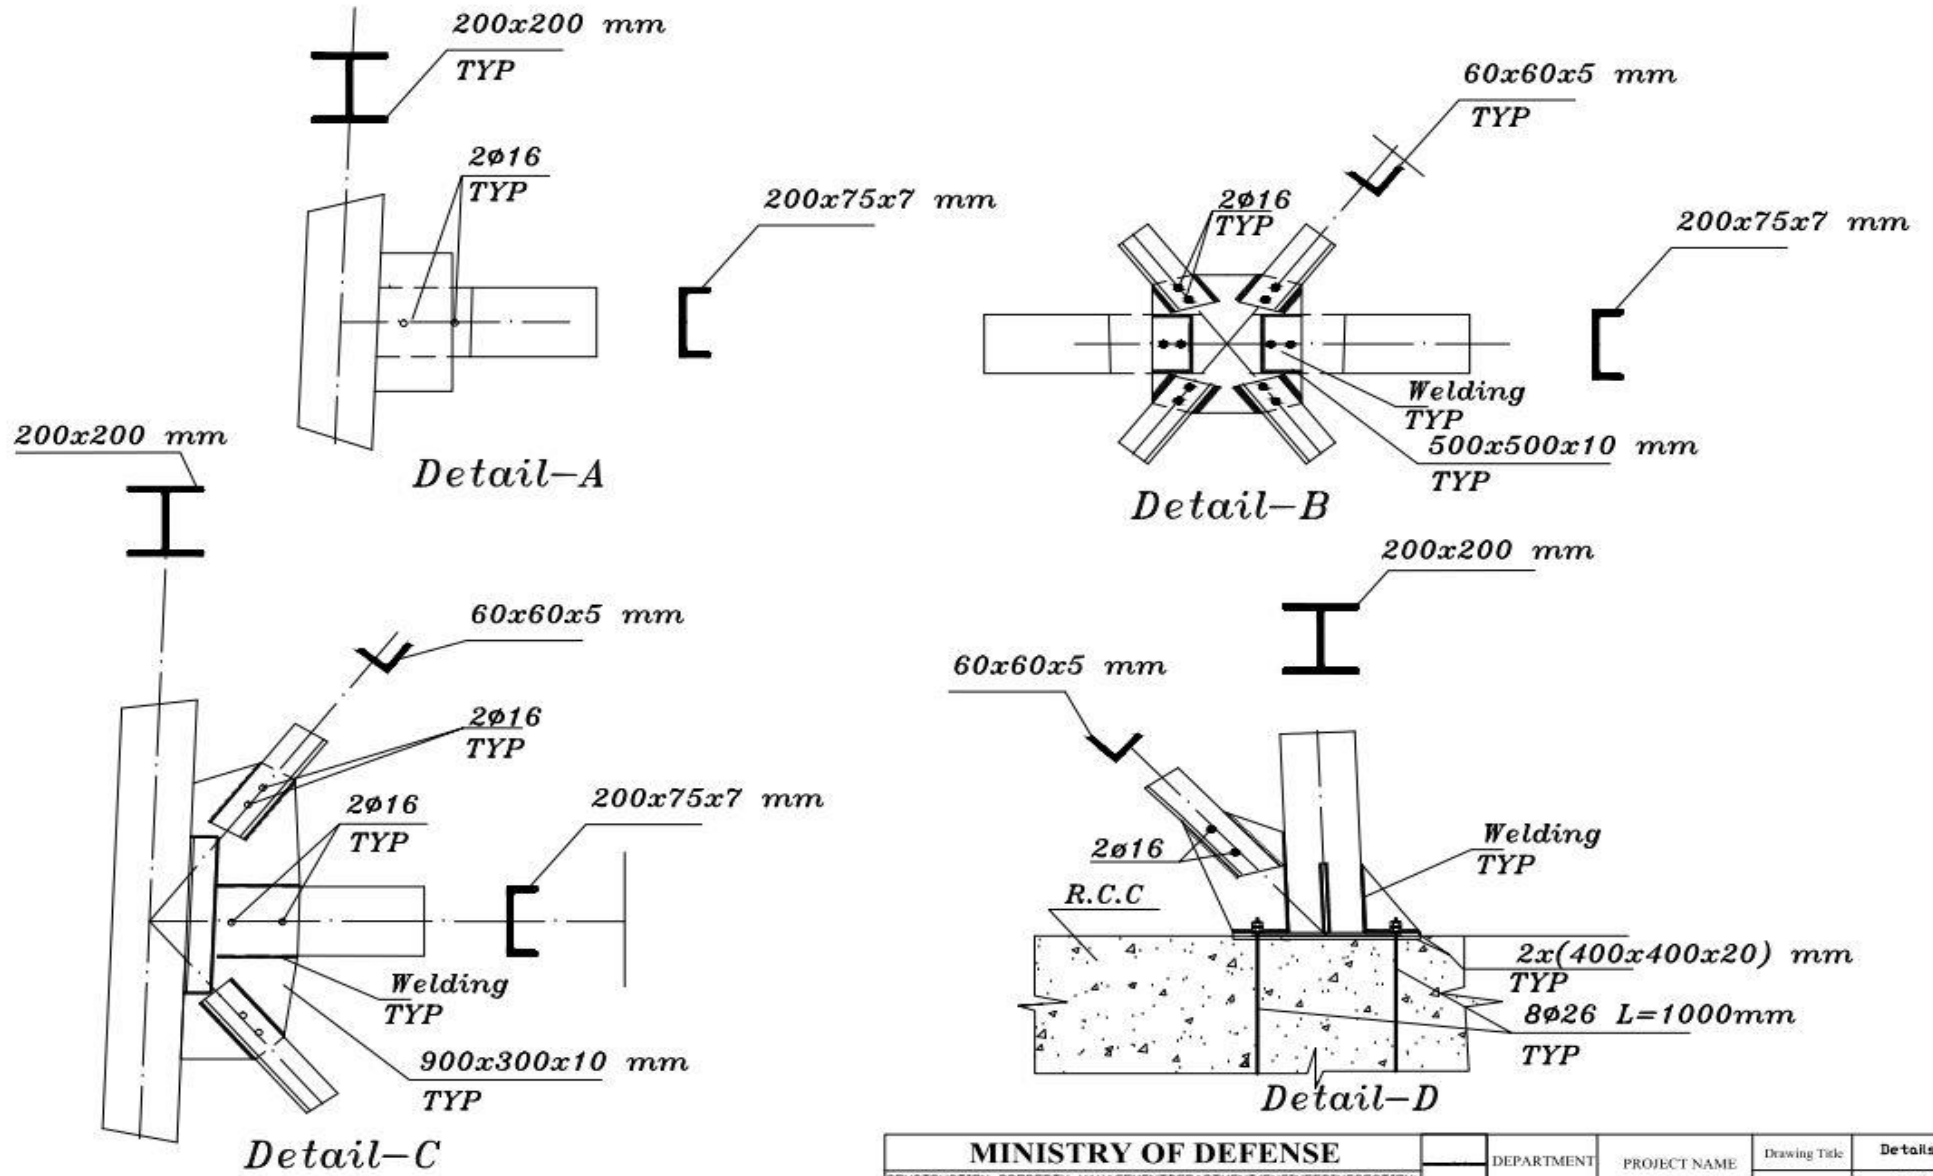 200x200 mm
TYP
2ø16
TYP
200x75x7 mm
Detail-A
60x60x5 mm
TYP
2ø16
TYP
200x75x7 mm
Welding
TYP
500x500x10 mm
TYP
Detail-B
200x200 mm
60x60x5 mm
2ø16
TYP
2ø16
TYP
200x75x7 mm
Welding
TYP
900x300x10 mm
TYP
Detail-C
200x200 mm
60x60x5 mm
2ø16
Welding
TYP
R.C.C
2x(400x400x20) mm
TYP
8ø26 L=1000mm
TYP
Detail-D
MINISTRY OF DEFENSE
DEPARTMENT
PROJECT NAME
Drawing Title
Details